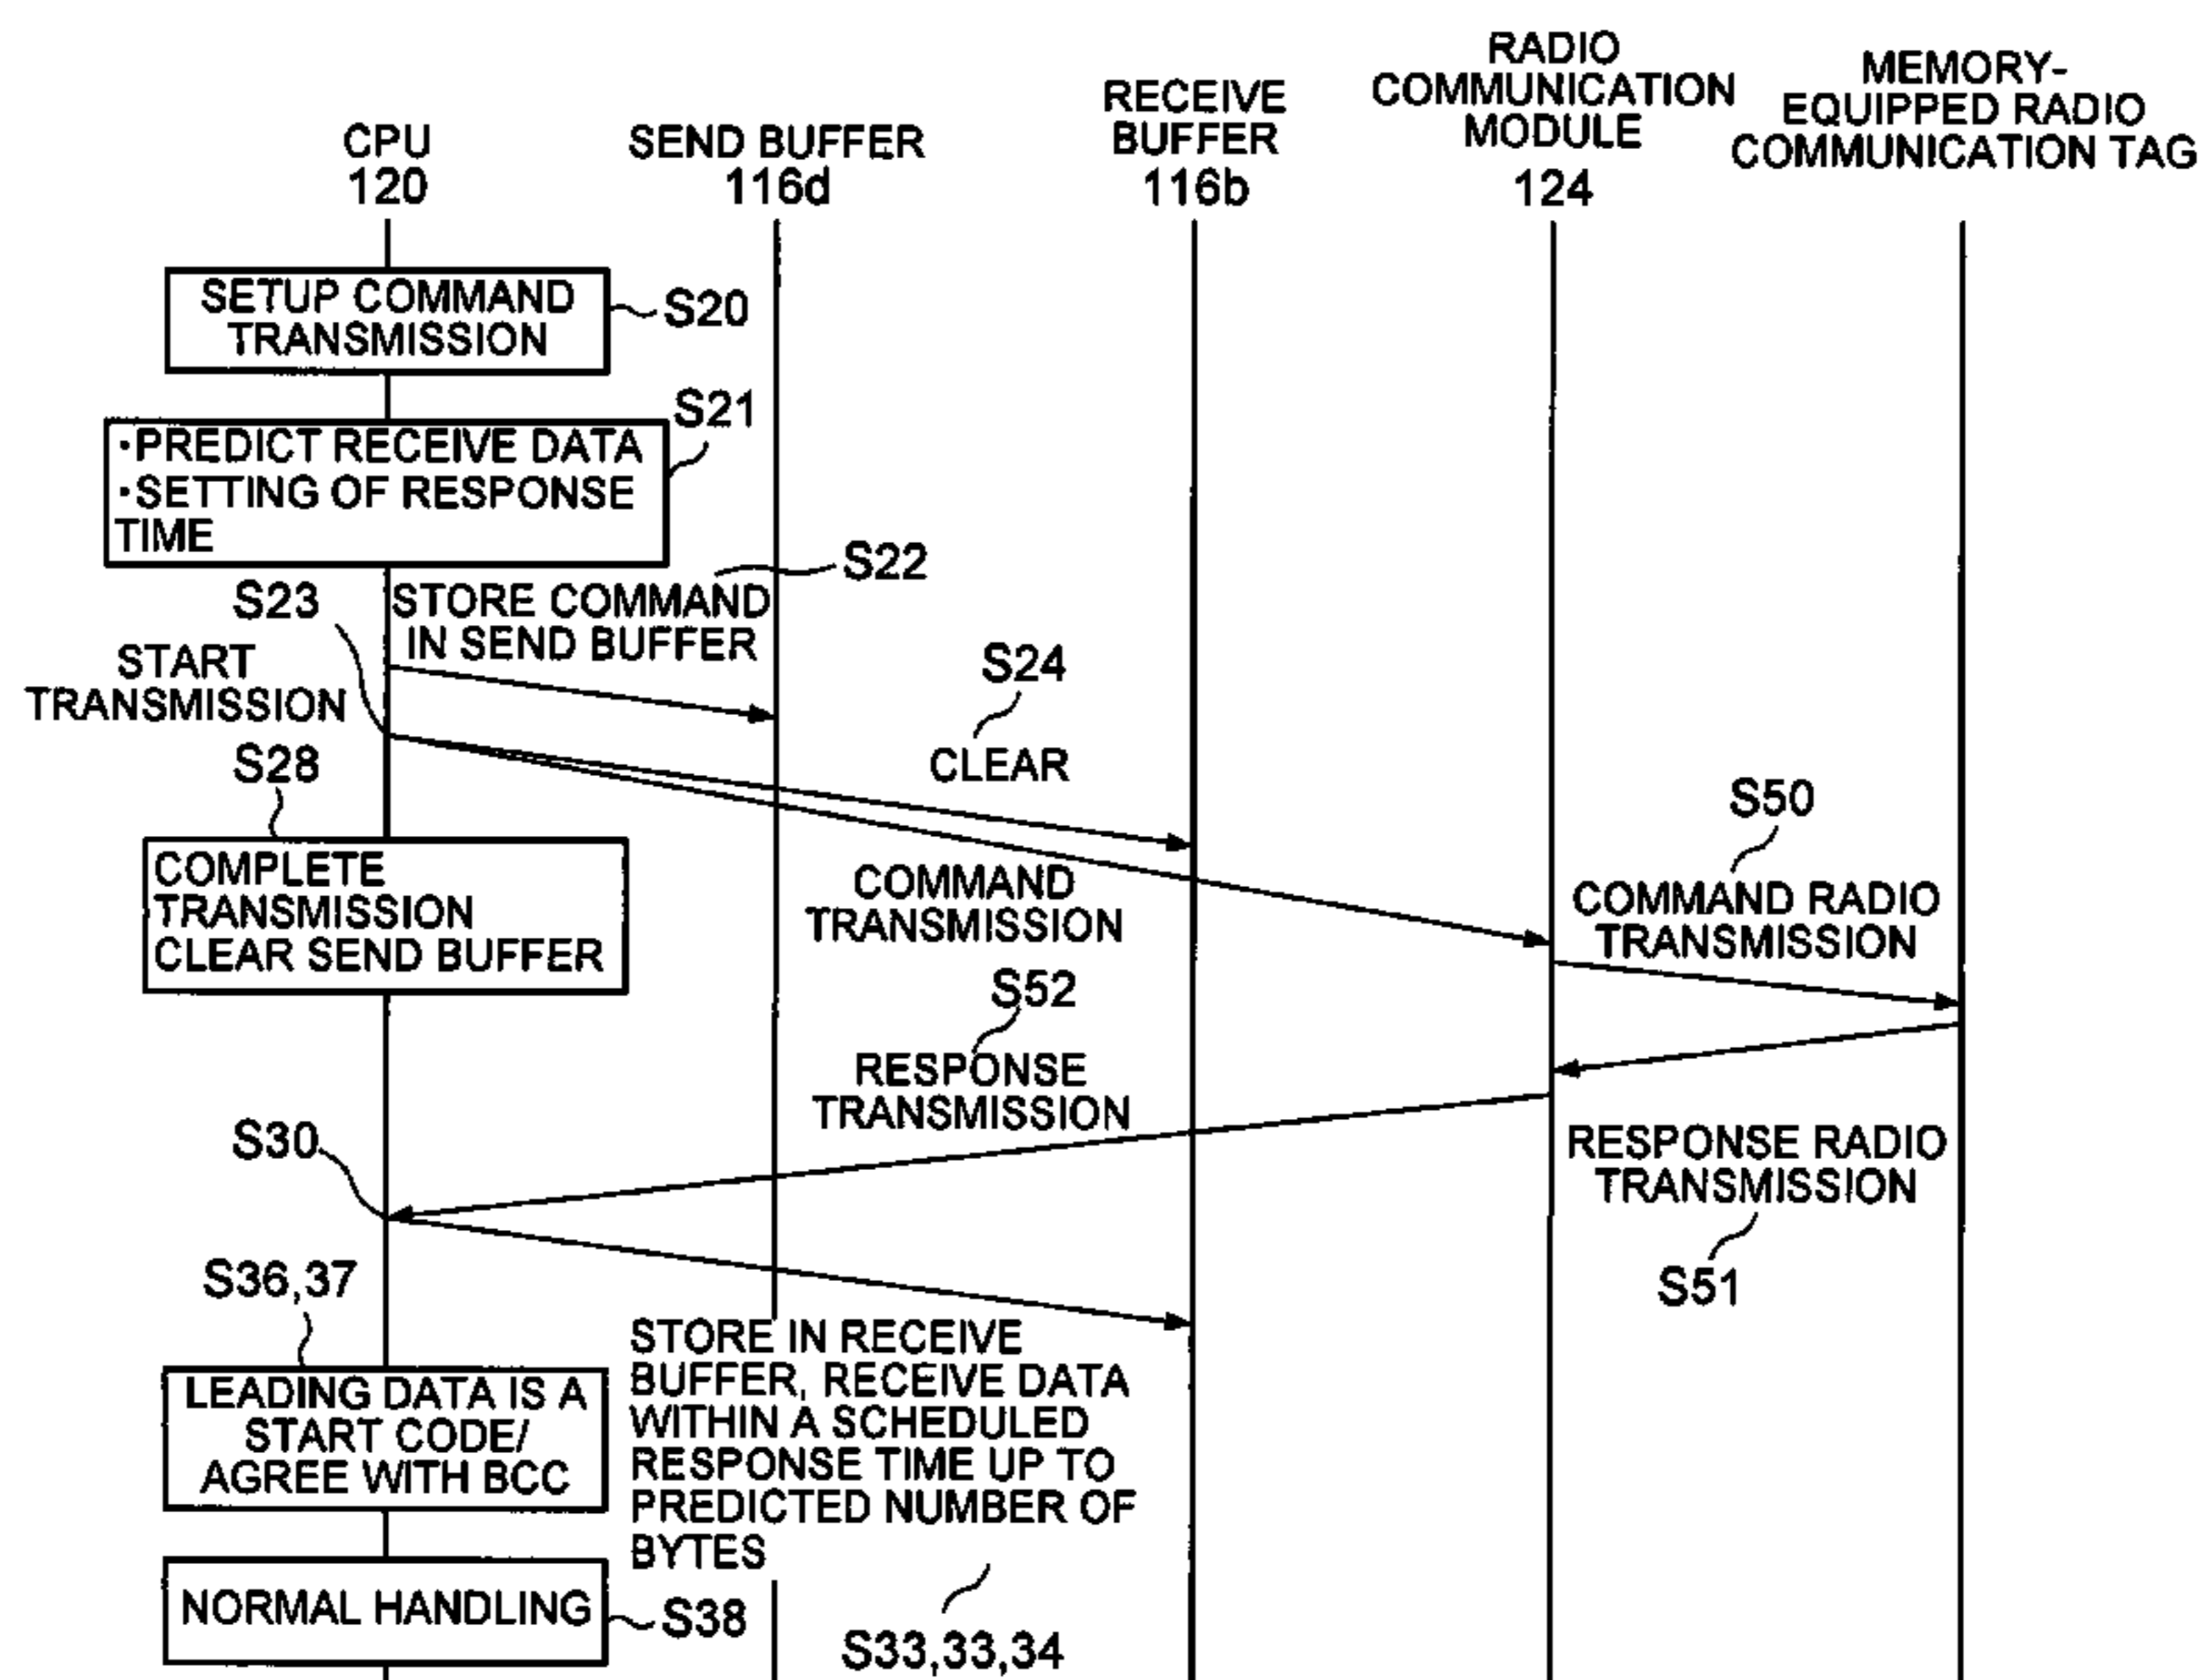 CPU
120
SEND BUFFER
116d
RECEIVE
BUFFER
116b
RADIO
COMMUNICATION
MODULE
124
MEMORY-
EQUIPPED RADIO
COMMUNICATION TAG
SETUP COMMAND
TRANSMISSION
S20
S21
·PREDICT RECEIVE DATA
·SETTING OF RESPONSE
TIME
S22
S23
STORE COMMAND
IN SEND BUFFER
START
TRANSMISSION
S24
CLEAR
S28
COMPLETE
TRANSMISSION
CLEAR SEND BUFFER
COMMAND
TRANSMISSION
S50
COMMAND RADIO
TRANSMISSION
S52
RESPONSE
TRANSMISSION
S30
RESPONSE RADIO
TRANSMISSION
S51
S36,37
LEADING DATA IS A
START CODE/
AGREE WITH BCC
STORE IN RECEIVE
BUFFER, RECEIVE DATA
WITHIN A SCHEDULED
RESPONSE TIME UP TO
PREDICTED NUMBER OF
BYTES
NORMAL HANDLING
S38
S33,33,34